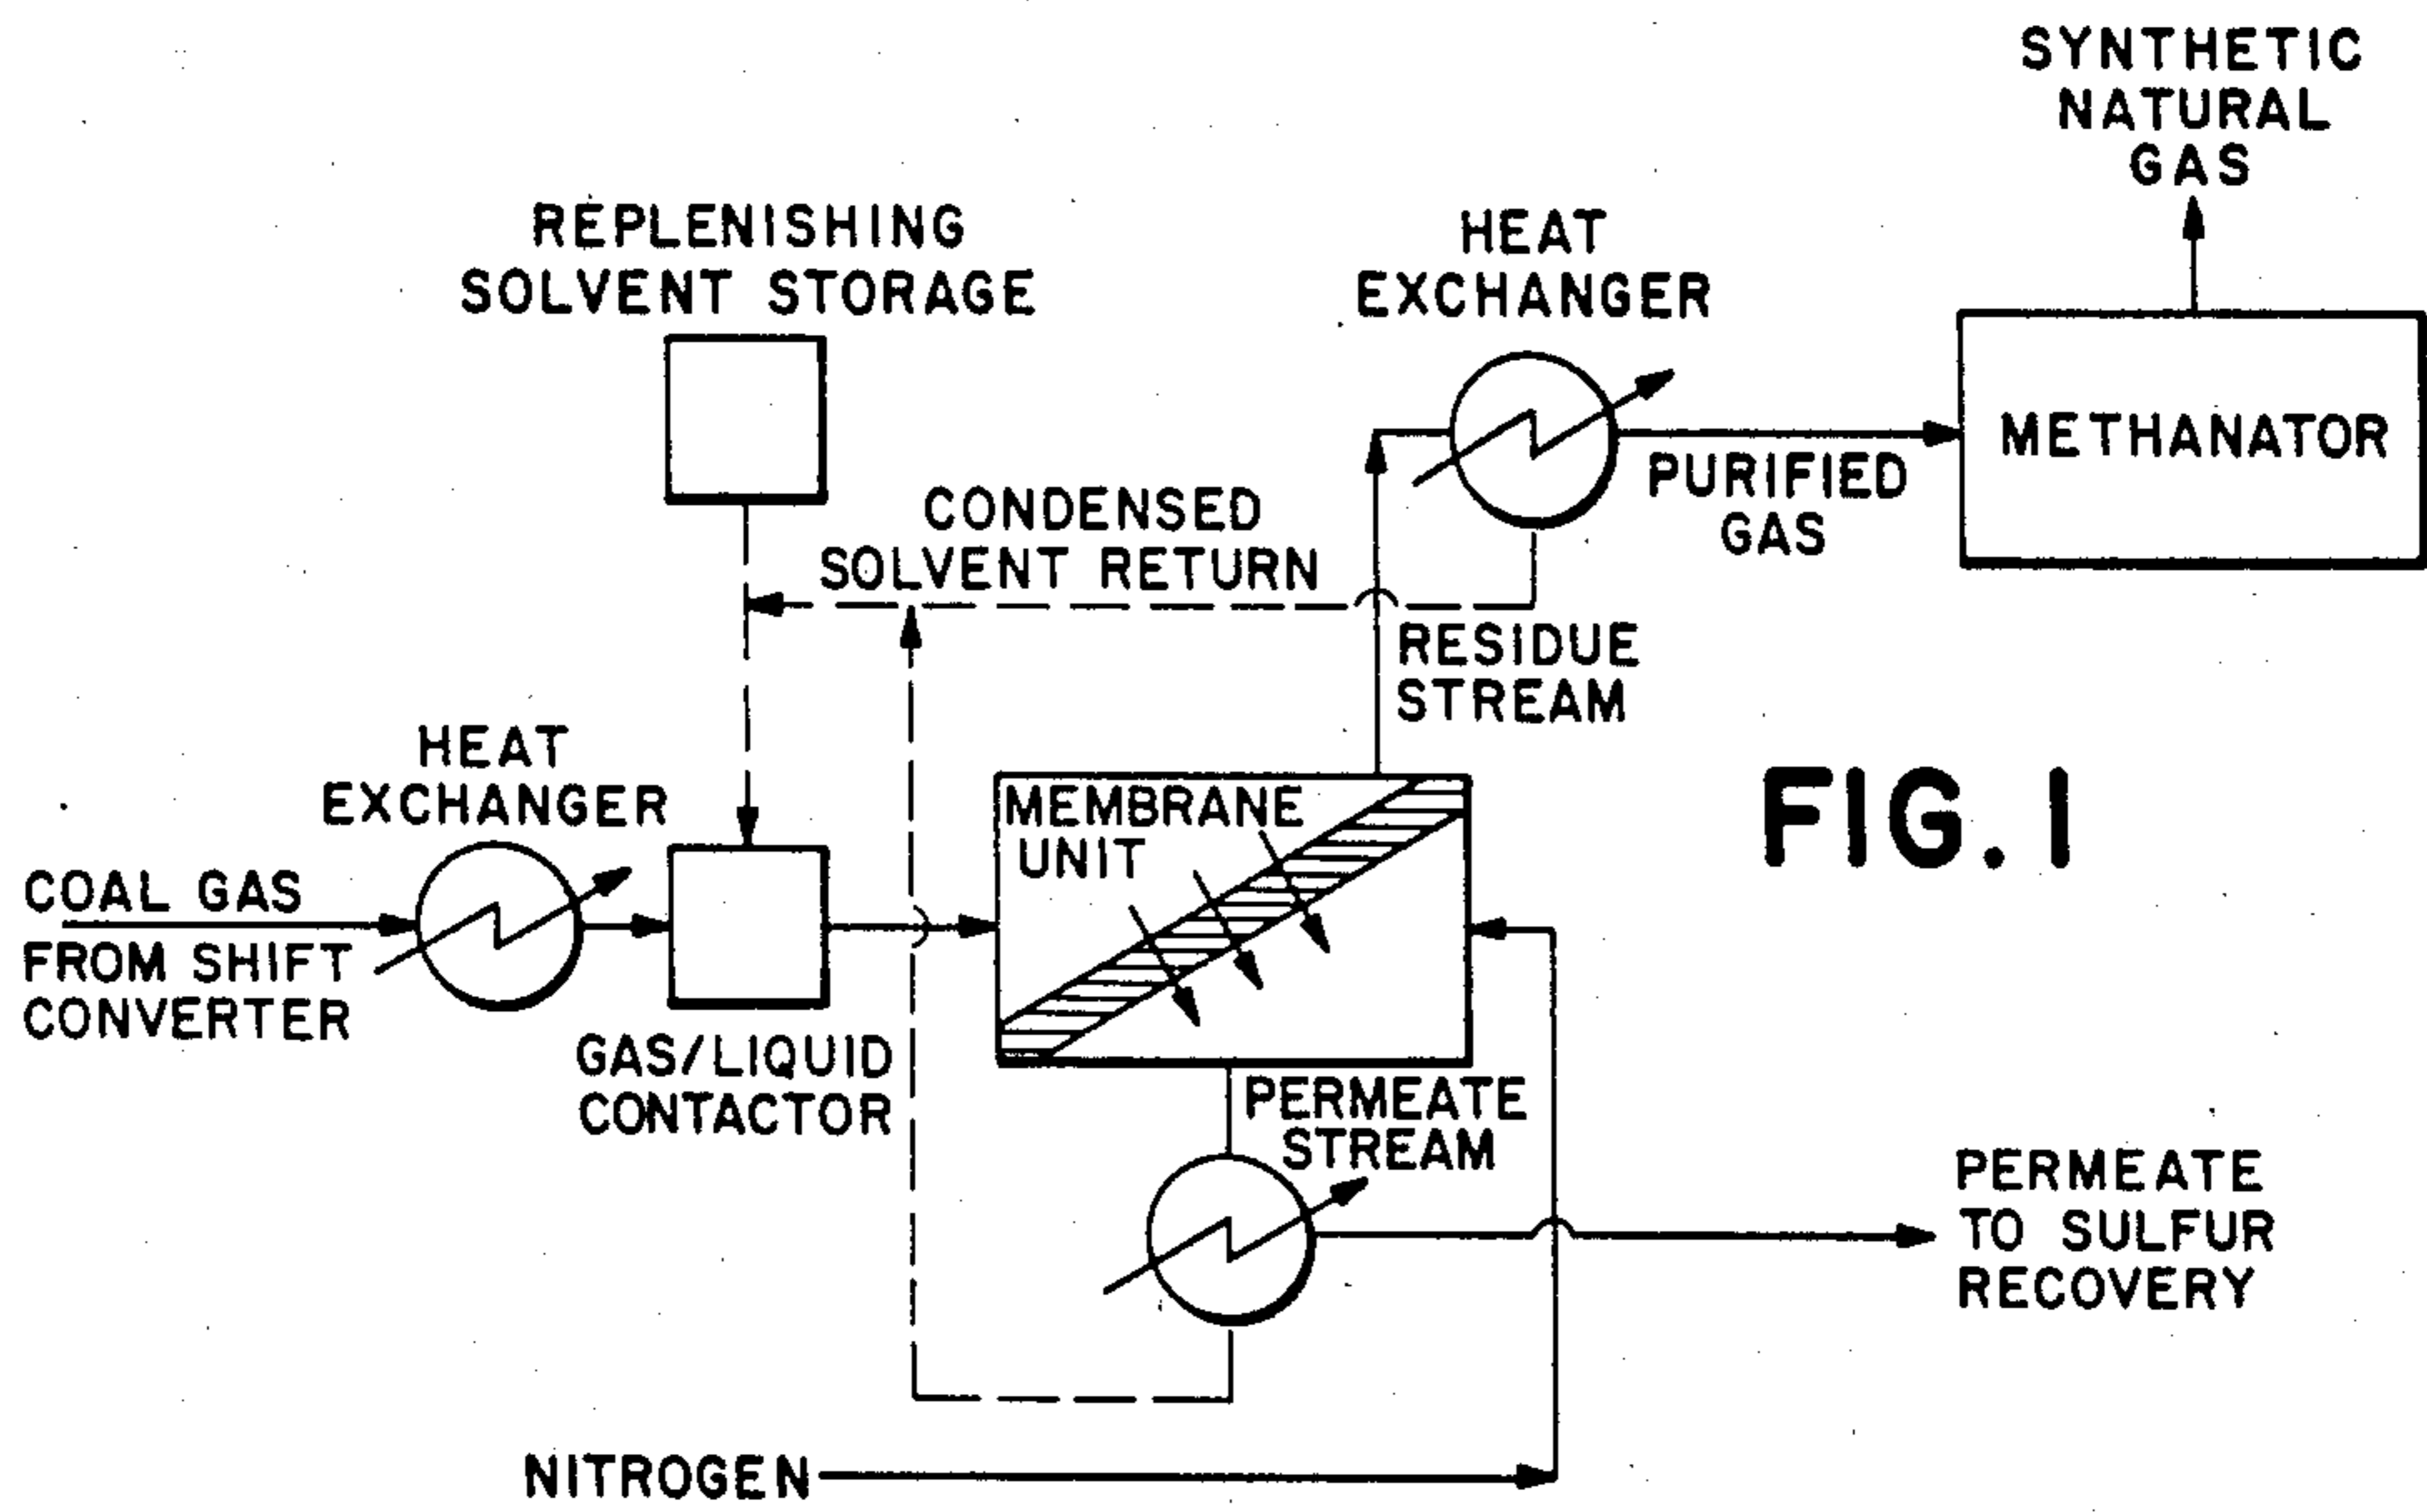 SYNTHETIC
NATURAL
GAS
REPLENISHING
SOLVENT STORAGE
HEAT
EXCHANGER
METHANATOR
PURIFIED
GAS
CONDENSED
SOLVENT RETURN
RESIDUE
STREAM
HEAT
EXCHANGER
MEMBRANE
UNIT
FIG. 1
COAL GAS
FROM SHIFT
CONVERTER
GAS/LIQUID
CONTACTOR
PERMEATE
STREAM
PERMEATE
TO SULFUR
RECOVERY
NITROGEN